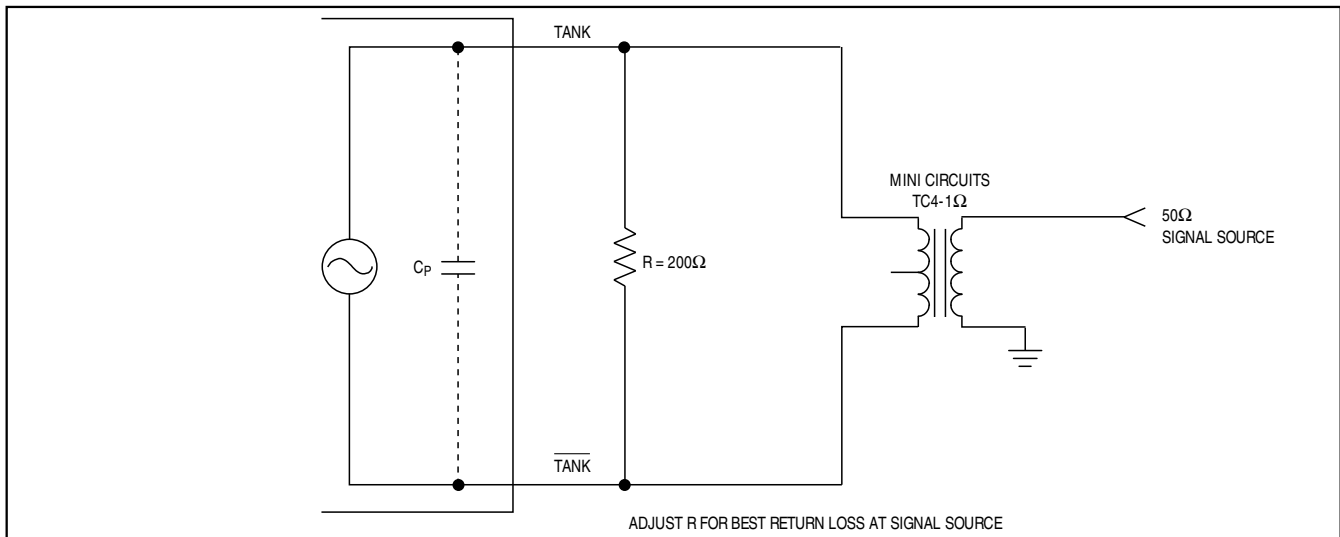 TANK
MINI CIRCUITS
TC4-1Ω
50Ω
SIGNAL SOURCE
CP
R = 200Ω
TANK
ADJUST R FOR BEST RETURN LOSS AT SIGNAL SOURCE